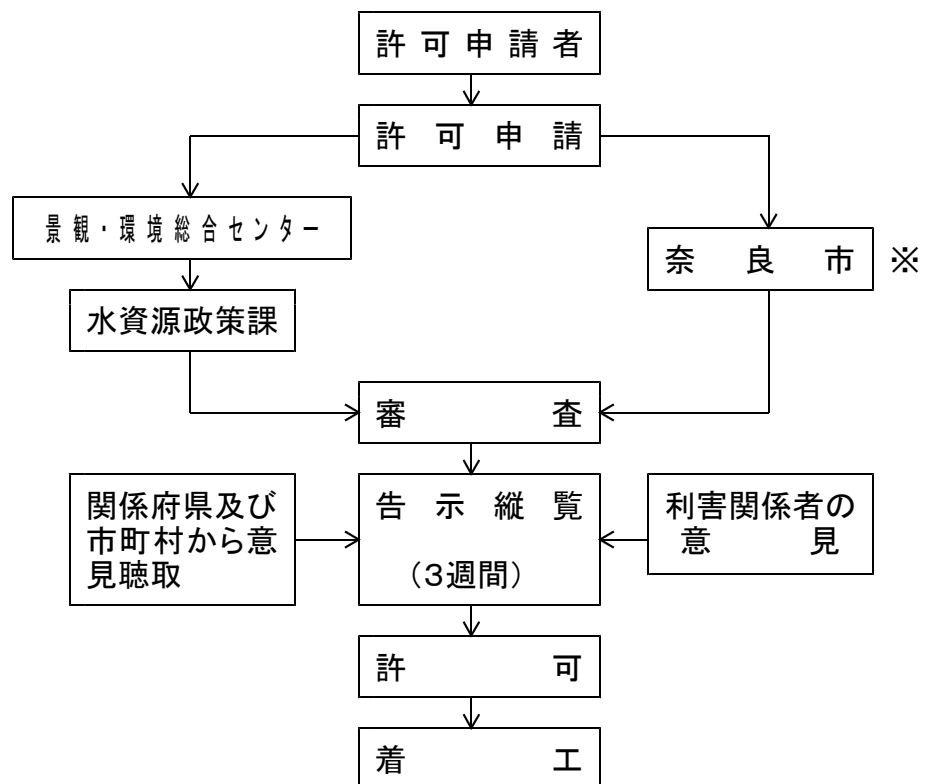 許可申請者
許可申請
景観・環境総合センター
奈良市 ※
水資源政策課
審査
関係府県及び
市町村から意
見聴取
告示縦覧
（3週間）
利害関係者の
意見
許可
着工